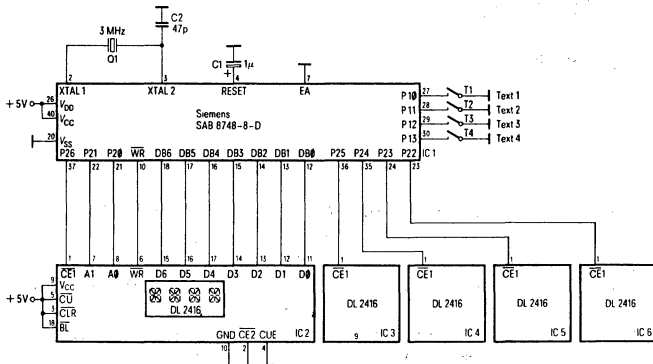 C2
47p
3 MHz
Q1
C1 1µ
+
2 3 4 7
XTAL 1 XTAL 2 RESET EA
+5V 26 VDD
40 VCC
20 VSS
Siemens
SAB 8748-8-D
P10 27 T1 Text 1
P11 28 T2 Text 2
P12 29 T3 Text 3
P13 30 T4 Text 4
P26 P21 P20 WR DB6 DB5 DB4 DB3 DB2 DB1 DB0 P25 P24 P23 P22 IC 1
37 22 21 10 18 17 16 15 14 13 12 36 35 24 23
1 7 8 6 15 16 17 14 13 12 11 1 1 1 1
CE1 A1 A0 WR D6 D5 D4 D3 D2 D1 D0 CE1 CE1 CE1 CE1
+5V 9 VCC
5 CU
3 CLR
18 BL
DL 2416 DL 2416 DL 2416 DL 2416 DL 2416
IC 2 9 IC 3 IC 4 IC 5 IC 6
GND CE2 CUE
10 2 4